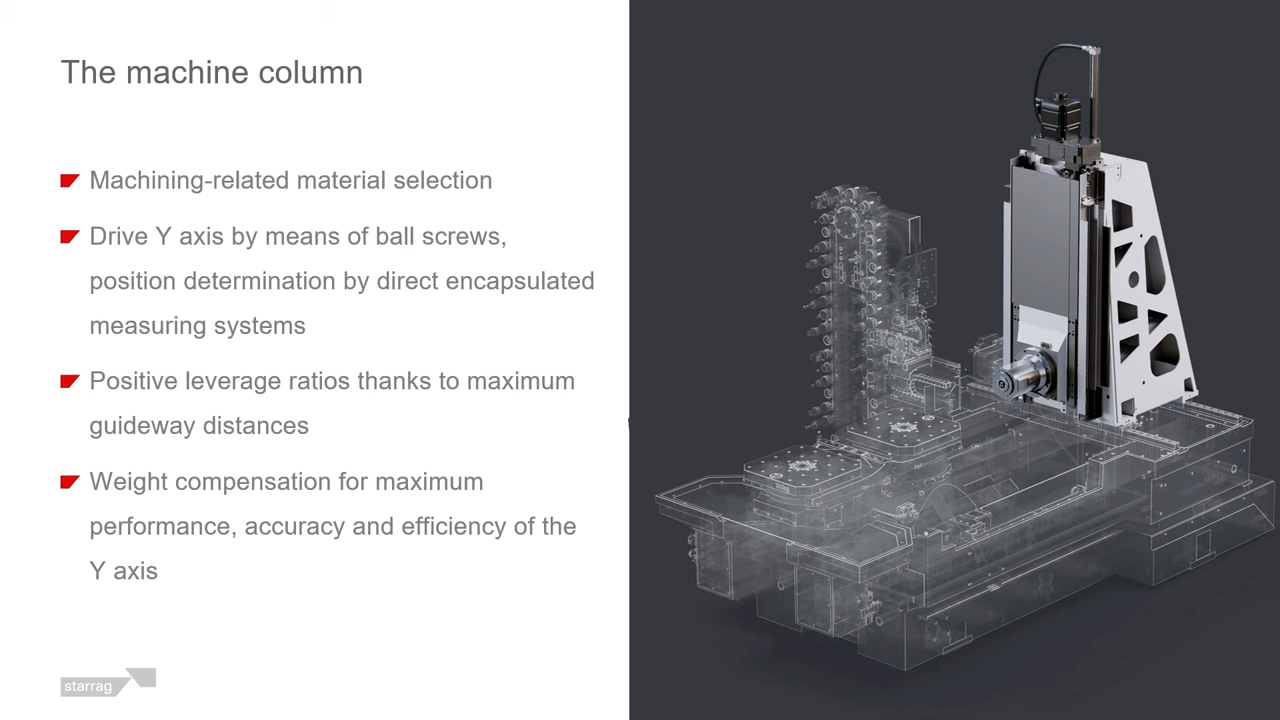 The machine column
Machining-related material selection
Drive Y axis by means of ball screws,
position determination by direct encapsulated
measuring systems
Positive leverage ratios thanks to maximum
guideway distances
Weight compensation for maximum
performance, accuracy and efficiency of the
Y axis
starrag